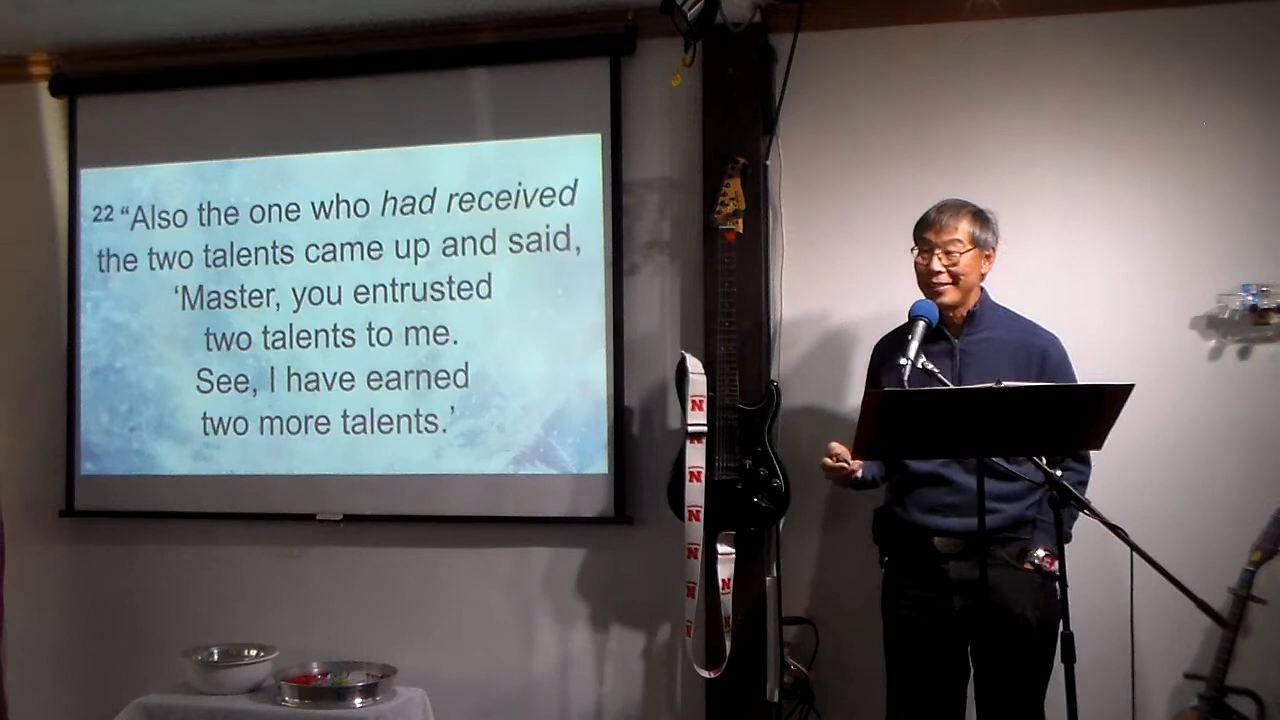 22 “Also the one who had received
the two talents came up and said,
‘Master, you entrusted
two talents to me.
See, I have earned
two more talents.’
N
N
N
N
N
N
N
N
N